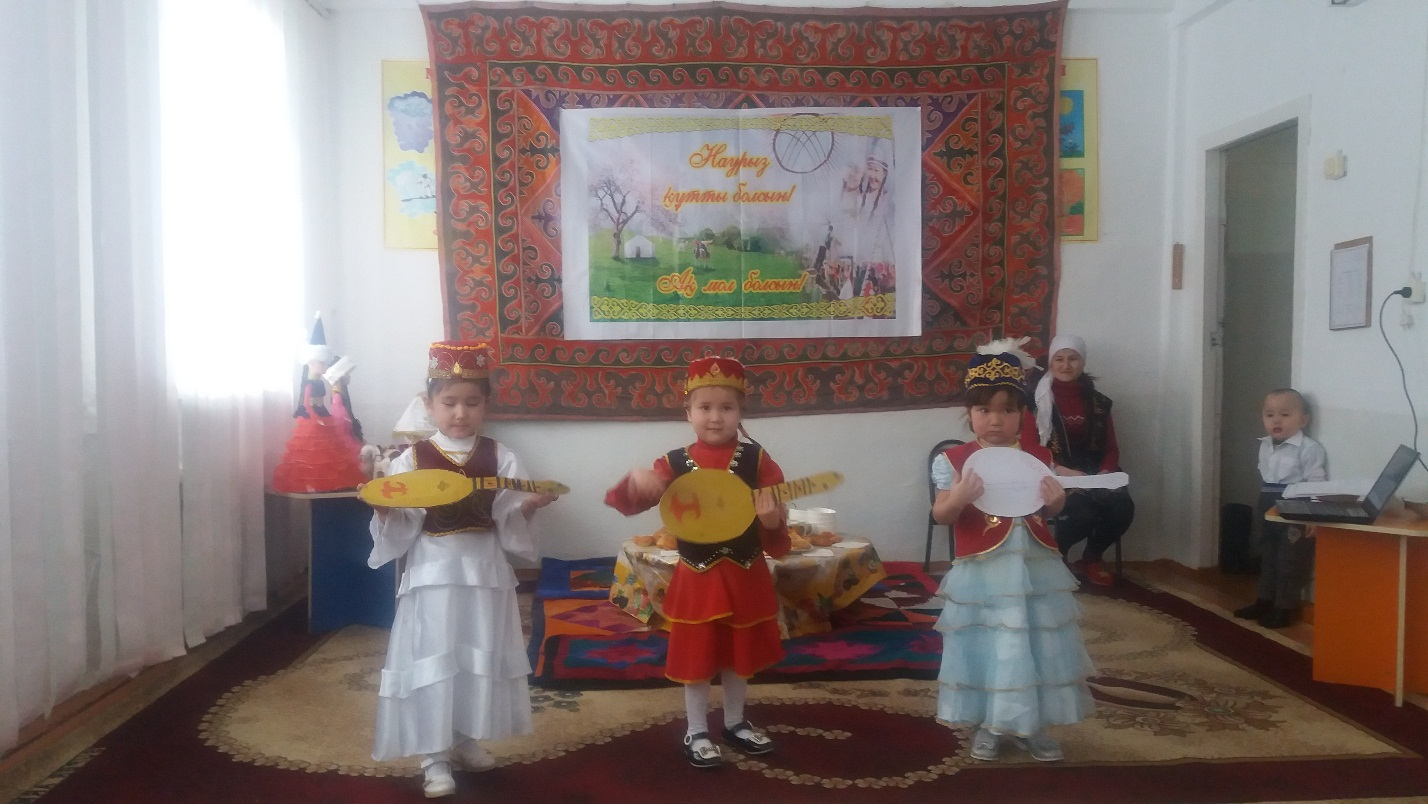 Наурыз
құтты болсын!
Ақ мол болсын!